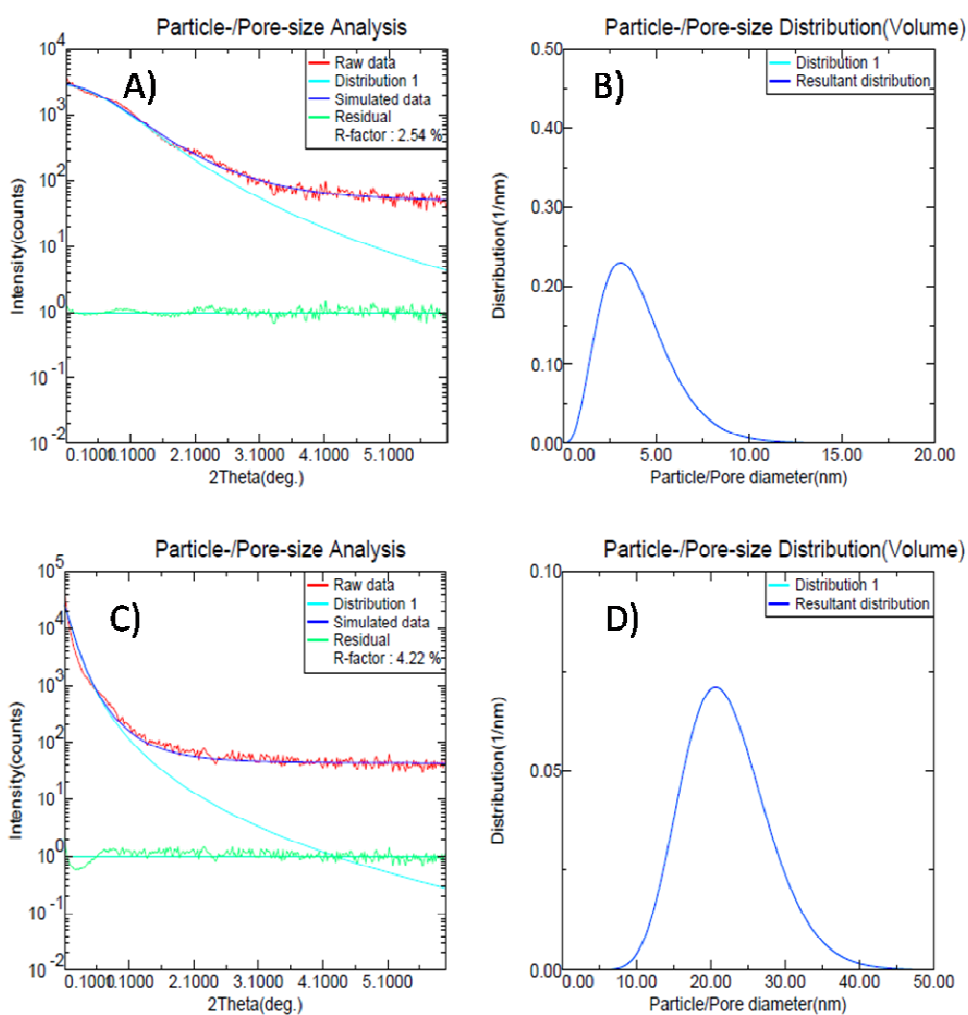 Particle-/Pore-size Analysis
10^4
10^3
10^2
10^1
10^0
10^-1
10^-2
Intensity(counts)
A)
Raw data
Distribution 1
Simulated data
Residual
R-factor : 2.54 %
0.1000 0.1000 2.1000 3.1000 4.1000 5.1000
2Theta(deg.)
Particle-/Pore-size Distribution(Volume)
0.50
0.40
0.30
0.20
0.10
0.00
Distribution(1/nm)
B)
Distribution 1
Resultant distribution
0.00 5.00 10.00 15.00 20.00
Particle/Pore diameter(nm)
Particle-/Pore-size Analysis
10^5
10^4
10^3
10^2
10^1
10^0
10^-1
10^-2
Intensity(counts)
C)
Raw data
Distribution 1
Simulated data
Residual
R-factor : 4.22 %
0.1000 0.1000 2.1000 3.1000 4.1000 5.1000
2Theta(deg.)
Particle-/Pore-size Distribution(Volume)
0.10
0.05
0.00
Distribution(1/nm)
D)
Distribution 1
Resultant distribution
0.00 10.00 20.00 30.00 40.00 50.00
Particle/Pore diameter(nm)